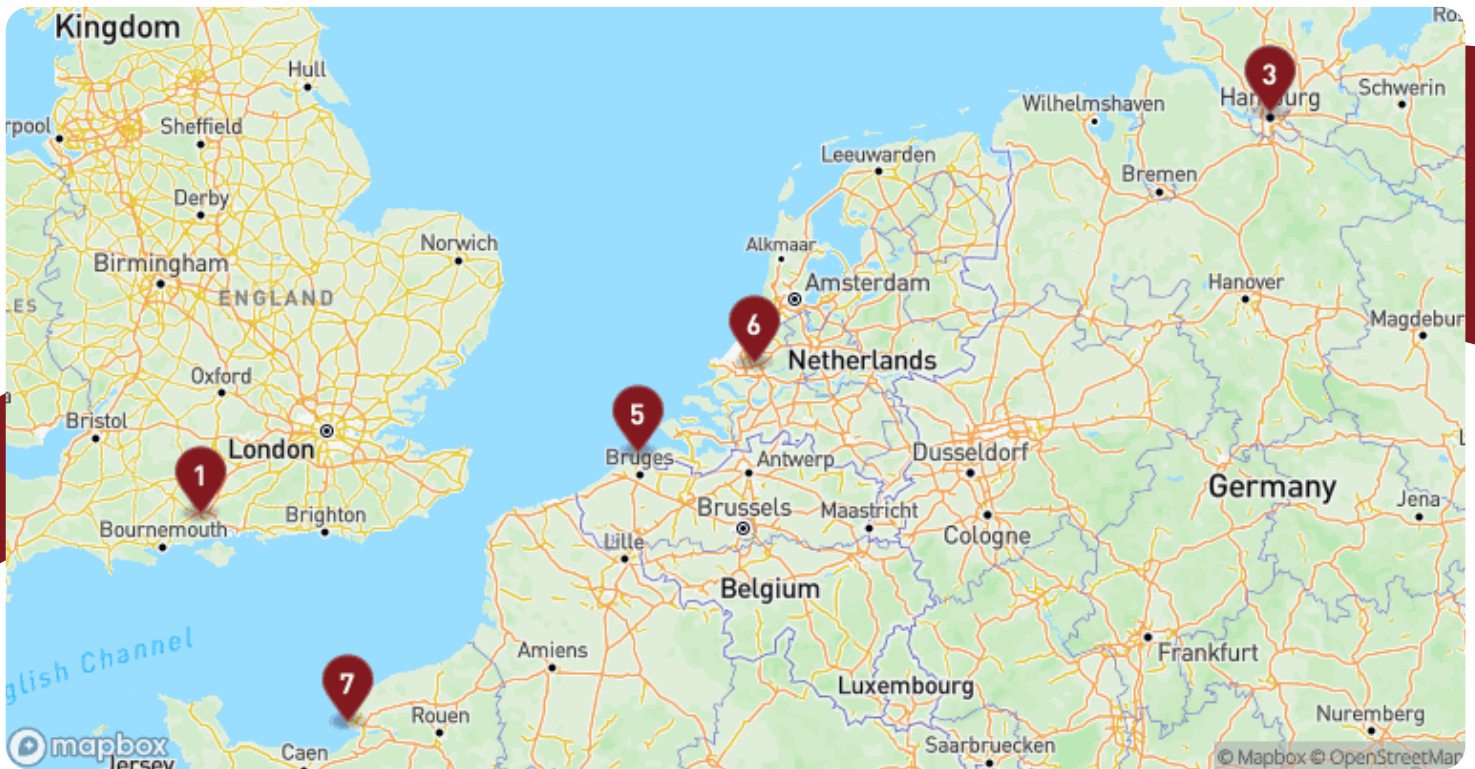 Kingdom
Ros
Hull
3
Hamburg
Schwerin
Wilhelmshaven
rpool
Sheffield
Leeuwarden
Bremen
Derby
Norwich
Alkmaar
Birmingham
Amsterdam
Hanover
LES
ENGLAND
6
Magdebur
Netherlands
Oxford
a
5
Bristol
London
Bruges
Antwerp
Dusseldorf
1
Germany
Bournemouth
Brighton
Brussels
Maastricht
Jena
Lille
Cologne
Belgium
glish Channel
Amiens
Frankfurt
7
Luxembourg
Rouen
Nuremberg
mapbox
Caen
Saarbruecken
Jersey
© Mapbox © OpenStreetMap